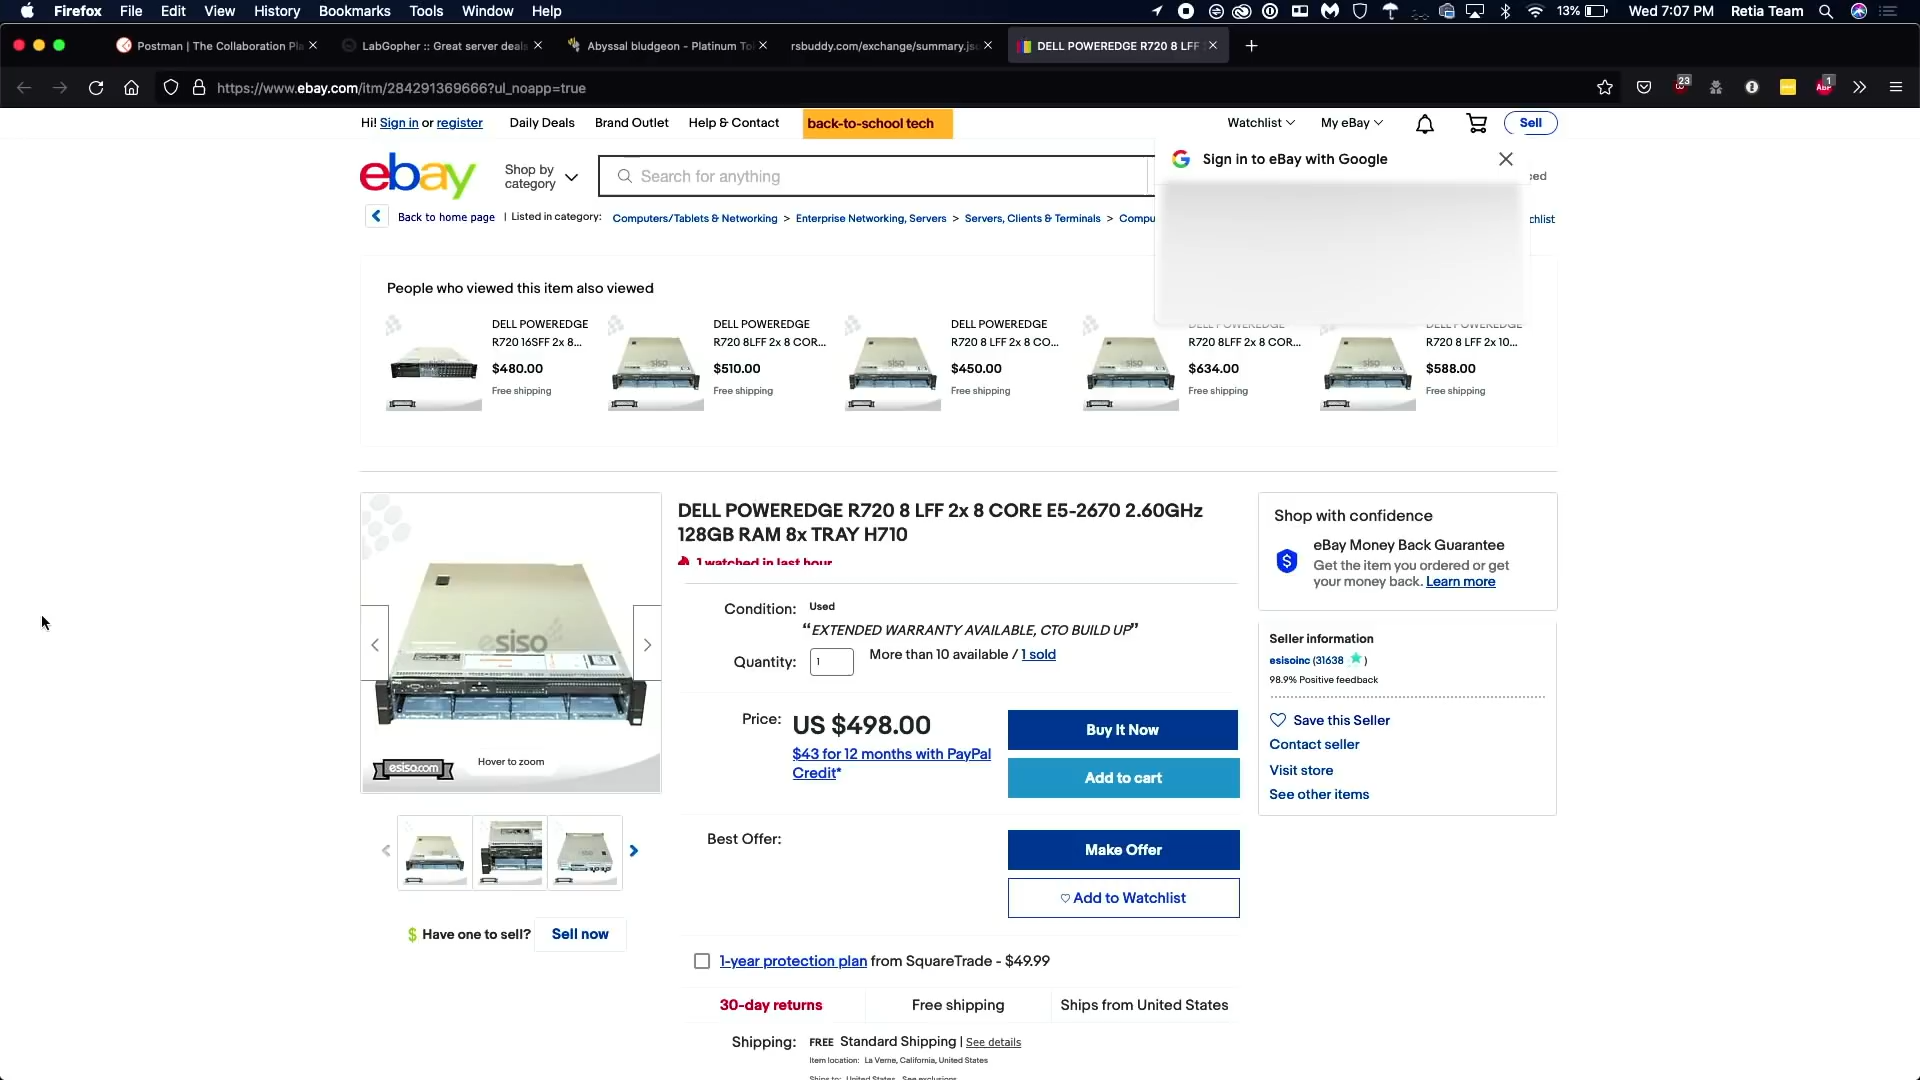 Firefox File Edit View History Bookmarks Tools Window Help 13% Wed 7:07 PM Retia Team
Postman | The Collaboration Pla LabGopher :: Great server deals Abyssal bludgeon - Platinum To rsbuddy.com/exchange/summary.js DELL POWEREDGE R720 8 LFF
https://www.ebay.com/itm/284291369666?ul_noapp=true 23 ABP 1
Hi! Sign in or register Daily Deals Brand Outlet Help & Contact back-to-school tech Watchlist My eBay Sell
Sign in to eBay with Google
ebay Shop by category Search for anything
Back to home page | Listed in category: Computers/Tablets & Networking > Enterprise Networking, Servers > Servers, Clients & Terminals > Compu chlist
People who viewed this item also viewed
DELL POWEREDGE R720 16SFF 2x 8...
$480.00
Free shipping
DELL POWEREDGE R720 8LFF 2x 8 COR...
$510.00
Free shipping
DELL POWEREDGE R720 8 LFF 2x 8 CO...
$450.00
Free shipping
DELL POWEREDGE R720 8LFF 2x 8 COR...
$634.00
Free shipping
DELL POWEREDGE R720 8 LFF 2x 10...
$588.00
Free shipping
esiso
esiso.com
Hover to zoom
$ Have one to sell? Sell now
DELL POWEREDGE R720 8 LFF 2x 8 CORE E5-2670 2.60GHz
128GB RAM 8x TRAY H710
1 watched in last hour
Condition: Used
“EXTENDED WARRANTY AVAILABLE, CTO BUILD UP”
Quantity: 1 More than 10 available / 1 sold
Price: US $498.00
$43 for 12 months with PayPal
Credit*
Buy It Now
Add to cart
Best Offer:
Make Offer
Add to Watchlist
1-year protection plan from SquareTrade - $49.99
30-day returns Free shipping Ships from United States
Shipping: FREE Standard Shipping | See details
Item location: La Verne, California, United States
Ships to: United States See exclusions
Shop with confidence
eBay Money Back Guarantee
Get the item you ordered or get
your money back. Learn more
Seller information
esisoinc (31638 )
98.9% Positive feedback
Save this Seller
Contact seller
Visit store
See other items